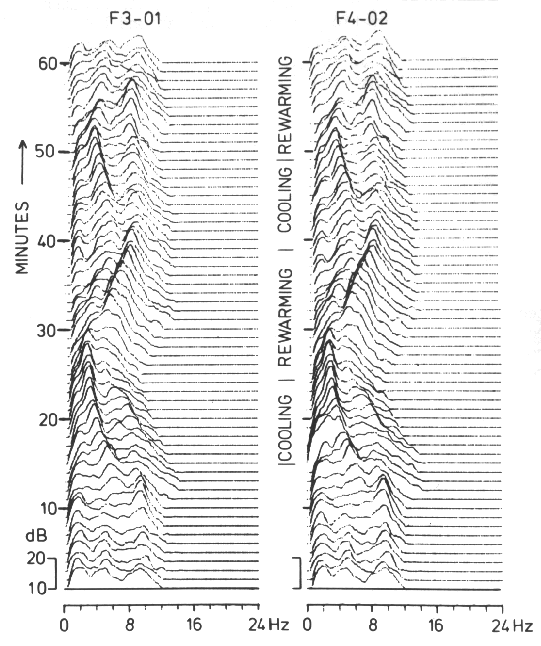 F3-01
F4-02
60
50
40
30
20
10
MINUTES →
dB
20
10
|COOLING | REWARMING | COOLING | REWARMING
0 8 16 24 Hz
0 8 16 24 Hz